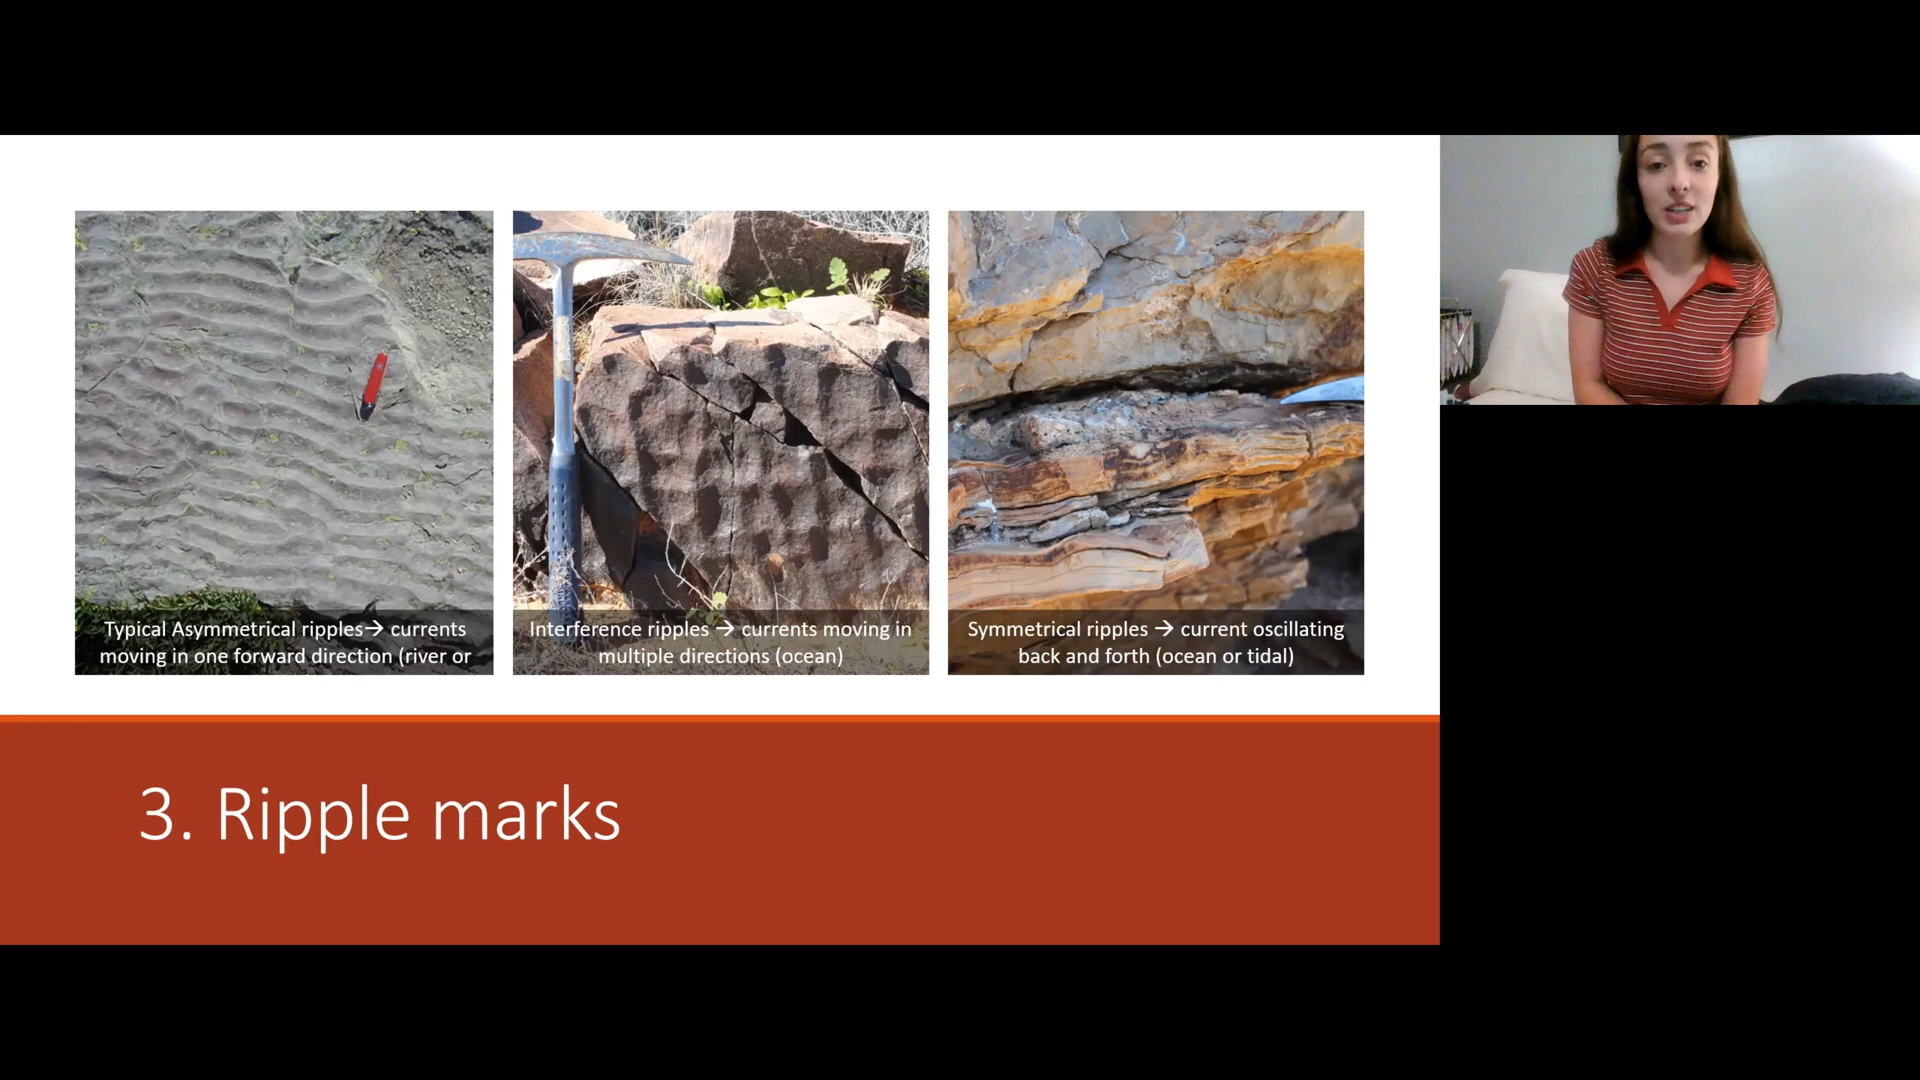 Typical Asymmetrical ripples→ currents
moving in one forward direction (river or
Interference ripples → currents moving in
multiple directions (ocean)
Symmetrical ripples → current oscillating
back and forth (ocean or tidal)
3. Ripple marks